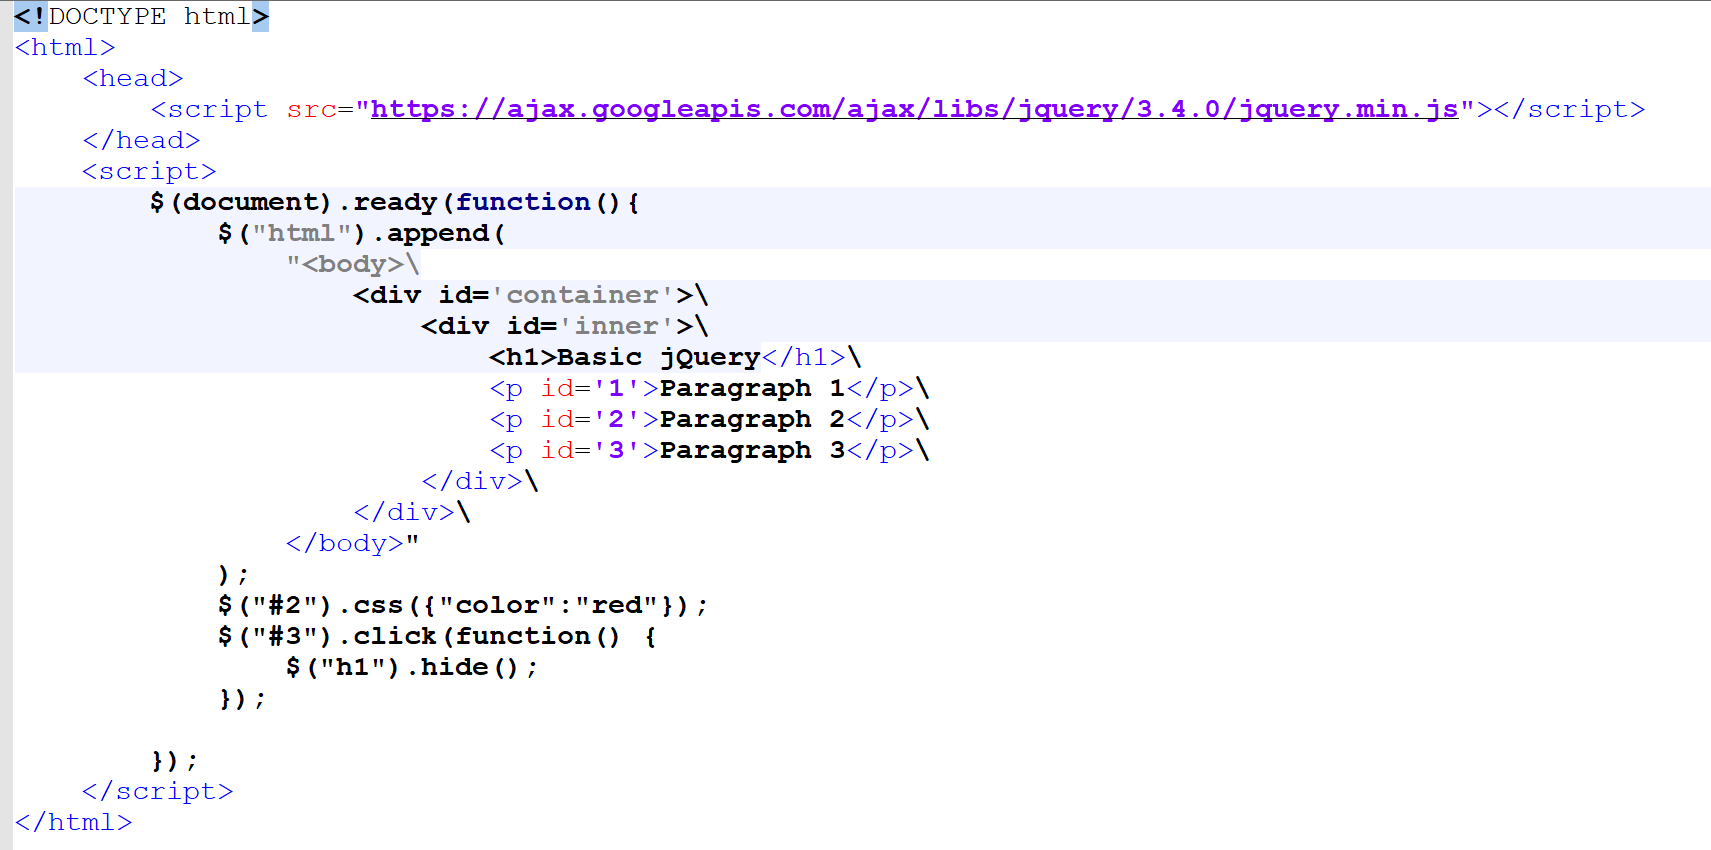 <!DOCTYPE html>
<html>
    <head>
        <script src="https://ajax.googleapis.com/ajax/libs/jquery/3.4.0/jquery.min.js"></script>
    </head>
    <script>
        $(document).ready(function(){
            $("html").append(
                "<body>\
                    <div id='container'>\
                        <div id='inner'>\
                            <h1>Basic jQuery</h1>\
                            <p id='1'>Paragraph 1</p>\
                            <p id='2'>Paragraph 2</p>\
                            <p id='3'>Paragraph 3</p>\
                        </div>\
                    </div>\
                </body>"
            );
            $("#2").css({"color":"red"});
            $("#3").click(function() {
                $("h1").hide();
            });

        });
    </script>
</html>